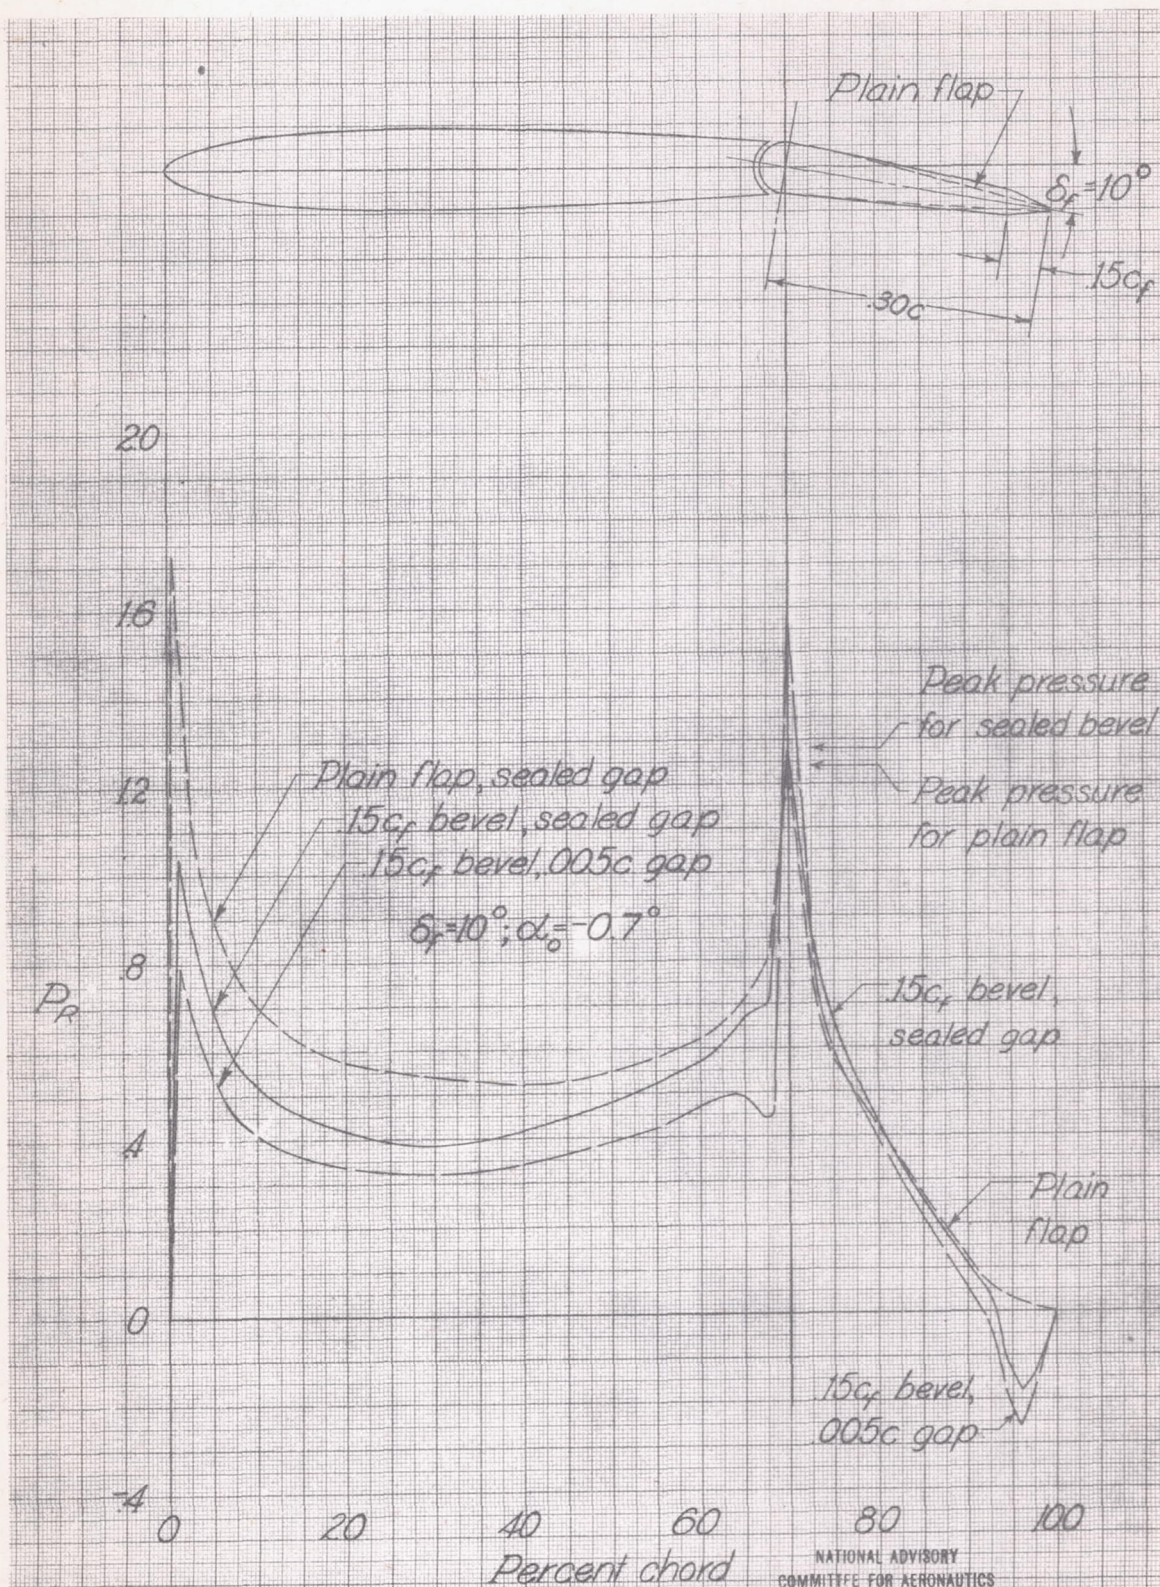 Plain flap
δf=10°
.15cf
.30c
2.0
1.6
1.2
.8
.4
0
-.4
PR
Peak pressure
for sealed bevel
Peak pressure
for plain flap
Plain flap, sealed gap
.15cf bevel, sealed gap
.15cf bevel, .005c gap
δf=10°; αo=-0.7°
.15cf bevel,
sealed gap
Plain
flap
.15cf bevel,
.005c gap
0 20 40 60 80 100
Percent chord
NATIONAL ADVISORY
COMMITTEE FOR AERONAUTICS